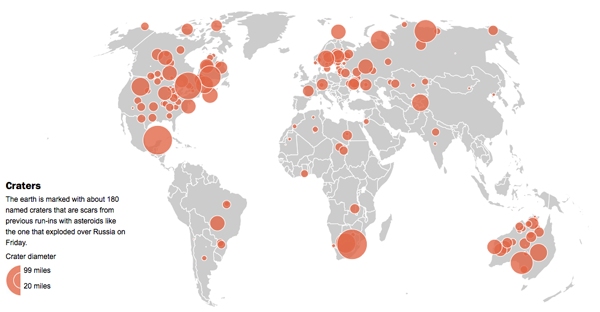 Craters
The earth is marked with about 180
named craters that are scars from
previous run-ins with asteroids like
the one that exploded over Russia on
Friday.
Crater diameter
99 miles
20 miles